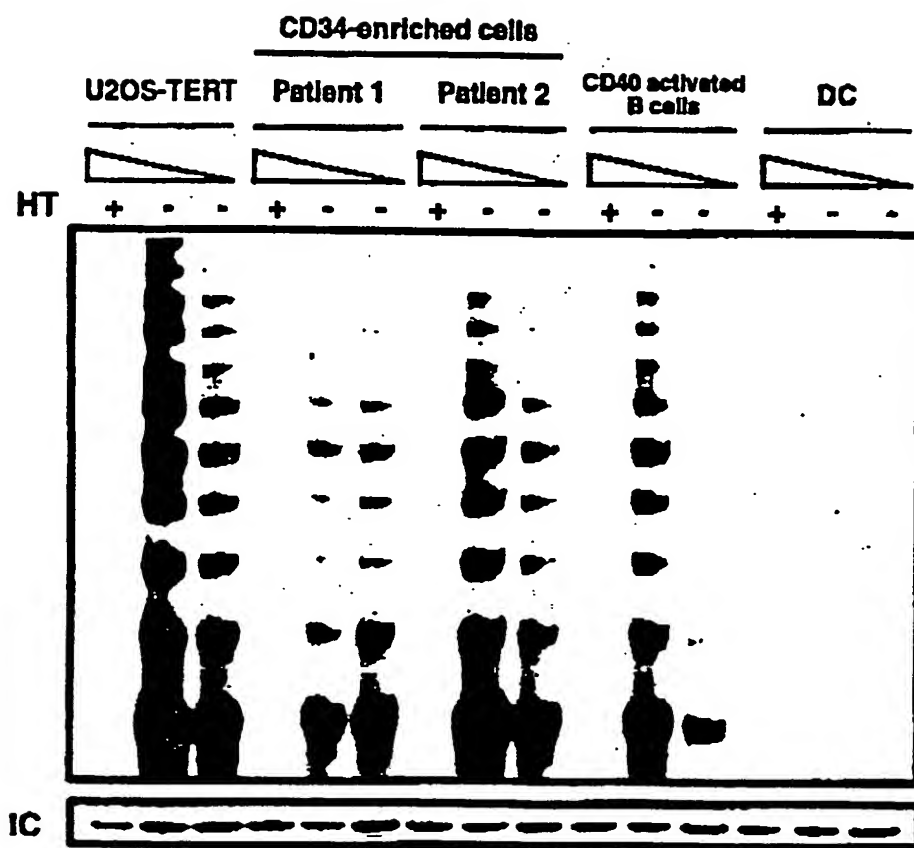 CD34-enriched cells
U2OS-TERT Patient 1 Patient 2 CD40 activated B cells DC
HT + - - + - - + - - + - - + - -
IC